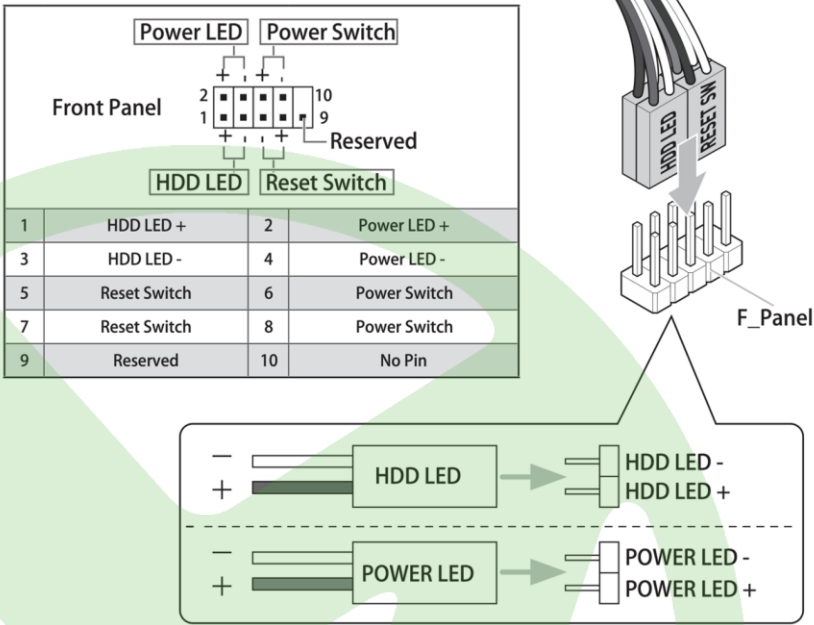 Power LED Power Switch
+ - + -
2 10
Front Panel
1 9
+ - - +
Reserved
HDD LED Reset Switch
1 HDD LED + 2 Power LED +
3 HDD LED - 4 Power LED -
5 Reset Switch 6 Power Switch
7 Reset Switch 8 Power Switch
9 Reserved 10 No Pin
HDD LED
RESET SW
F_Panel
− HDD LED HDD LED -
+ HDD LED +
− POWER LED POWER LED -
+ POWER LED +